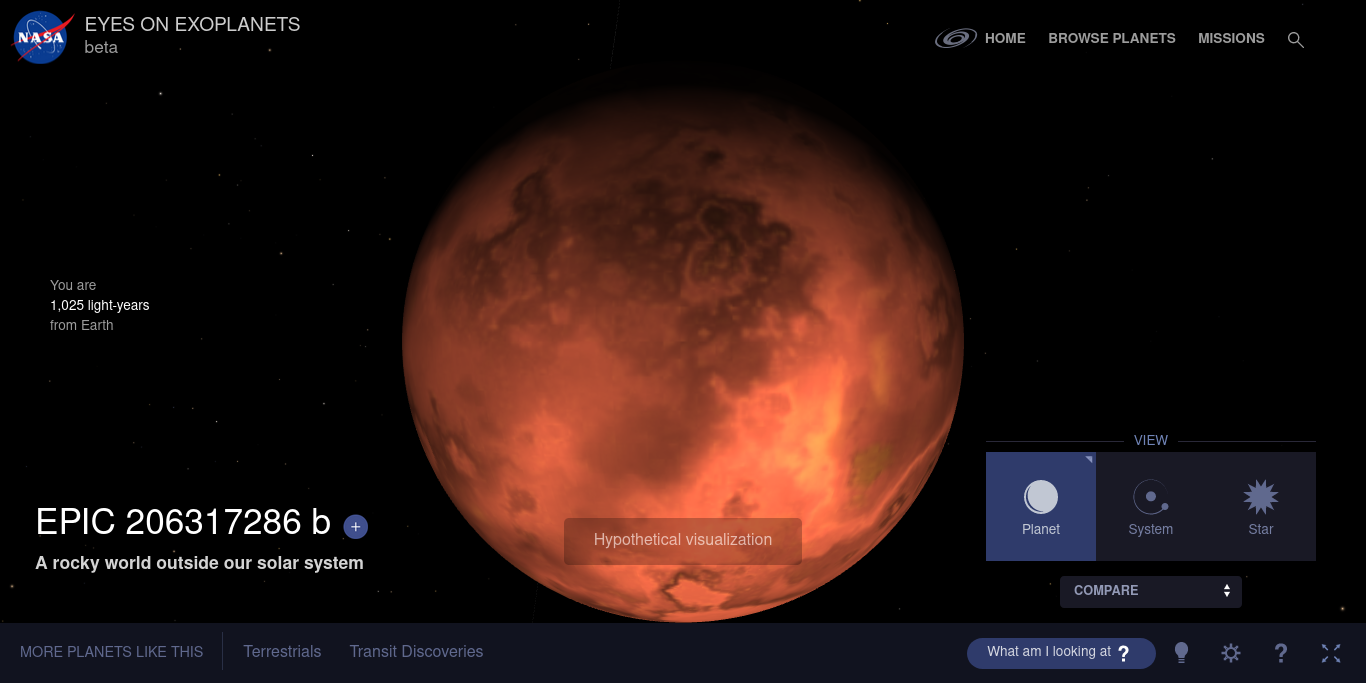 NASA
EYES ON EXOPLANETS
beta
HOME
BROWSE PLANETS
MISSIONS
You are
1,025 light-years
from Earth
EPIC 206317286 b +
A rocky world outside our solar system
Hypothetical visualization
VIEW
Planet
System
Star
COMPARE
MORE PLANETS LIKE THIS
Terrestrials
Transit Discoveries
What am I looking at ?
?